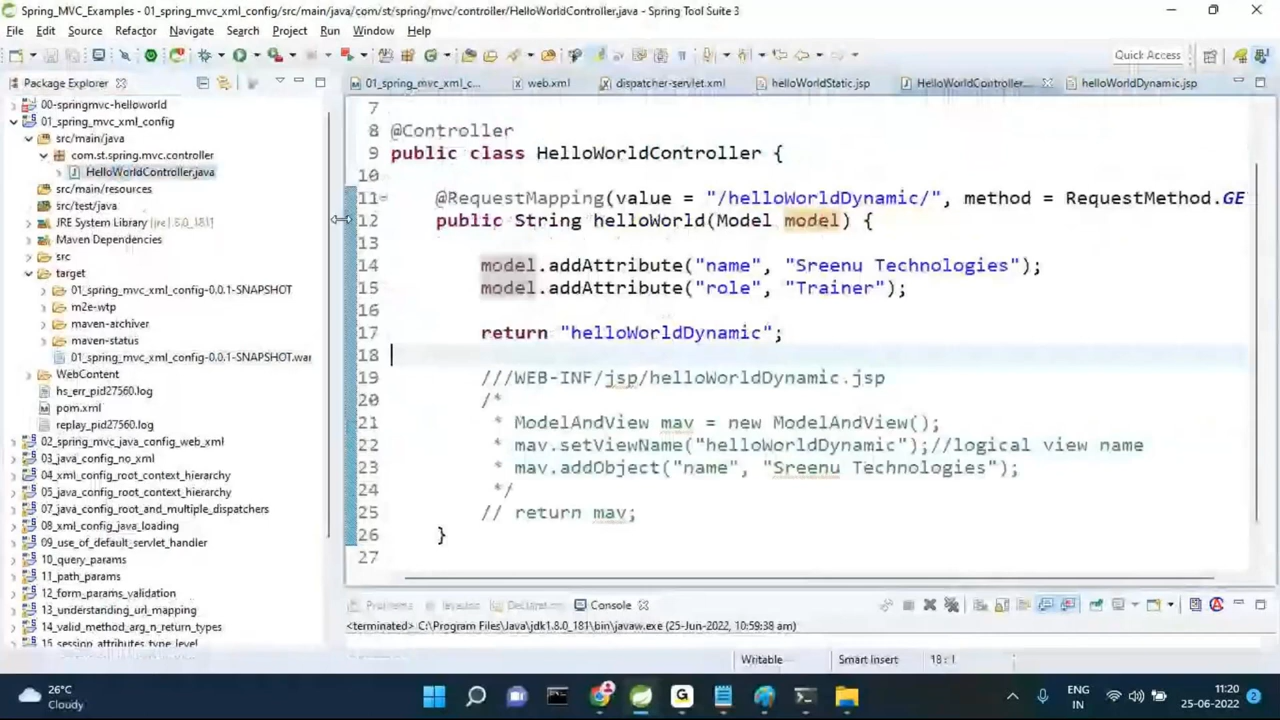 Spring_MVC_Examples - 01_spring_mvc_xml_config/src/main/java/com/st/spring/mvc/controller/HelloWorldController.java - Spring Tool Suite 3
File Edit Source Refactor Navigate Search Project Run Window Help
Quick Access
Package Explorer
01_spring_mvc_xml_c... web.xml dispatcher-servlet.xml helloWorldStatic.jsp HelloWorldController.... helloWorldDynamic.jsp
00-springmvc-helloworld
01_spring_mvc_xml_config
src/main/java
com.st.spring.mvc.controller
HelloWorldController.java
src/main/resources
src/test/java
JRE System Library [jre1.8.0_181]
Maven Dependencies
src
target
01_spring_mvc_xml_config-0.0.1-SNAPSHOT
m2e-wtp
maven-archiver
maven-status
01_spring_mvc_xml_config-0.0.1-SNAPSHOT.war
WebContent
hs_err_pid27560.log
pom.xml
replay_pid27560.log
02_spring_mvc_java_config_web_xml
03_java_config_no_xml
04_xml_config_root_context_hierarchy
05_java_config_root_context_hierarchy
07_java_config_root_and_multiple_dispatchers
08_xml_config_java_loading
09_use_of_default_servlet_handler
10_query_params
11_path_params
12_form_params_validation
13_understanding_url_mapping
14_valid_method_arg_n_return_types
15_session_attributes_type_level
7
8 @Controller
9 public class HelloWorldController {
10
11 @RequestMapping(value = "/helloWorldDynamic/", method = RequestMethod.GE
12 public String helloWorld(Model model) {
13
14 model.addAttribute("name", "Sreenu Technologies");
15 model.addAttribute("role", "Trainer");
16
17 return "helloWorldDynamic";
18
19 ///WEB-INF/jsp/helloWorldDynamic.jsp
20 /*
21 * ModelAndView mav = new ModelAndView();
22 * mav.setViewName("helloWorldDynamic");//logical view name
23 * mav.addObject("name", "Sreenu Technologies");
24 */
25 // return mav;
26 }
27
Problems Javadoc Declaration Console
<terminated> C:\Program Files\Java\jdk1.8.0_181\bin\javaw.exe (25-Jun-2022, 10:59:38 am)
Writable Smart Insert 18 : 1
26°C
Cloudy
ENG
IN
11:20
25-06-2022
2